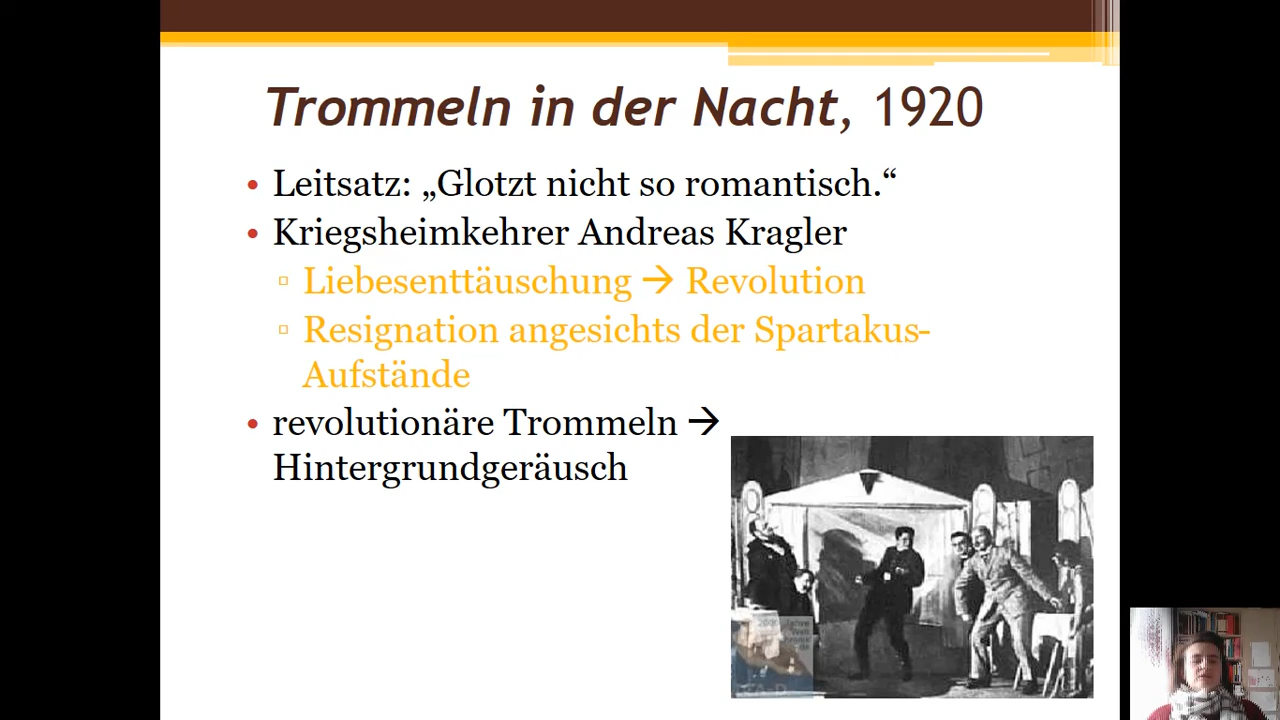 Trommeln in der Nacht, 1920
• Leitsatz: „Glotzt nicht so romantisch.“
• Kriegsheimkehrer Andreas Kragler
▫ Liebesenttäuschung → Revolution
▫ Resignation angesichts der Spartakus-
Aufstände
• revolutionäre Trommeln →
Hintergrundgeräusch